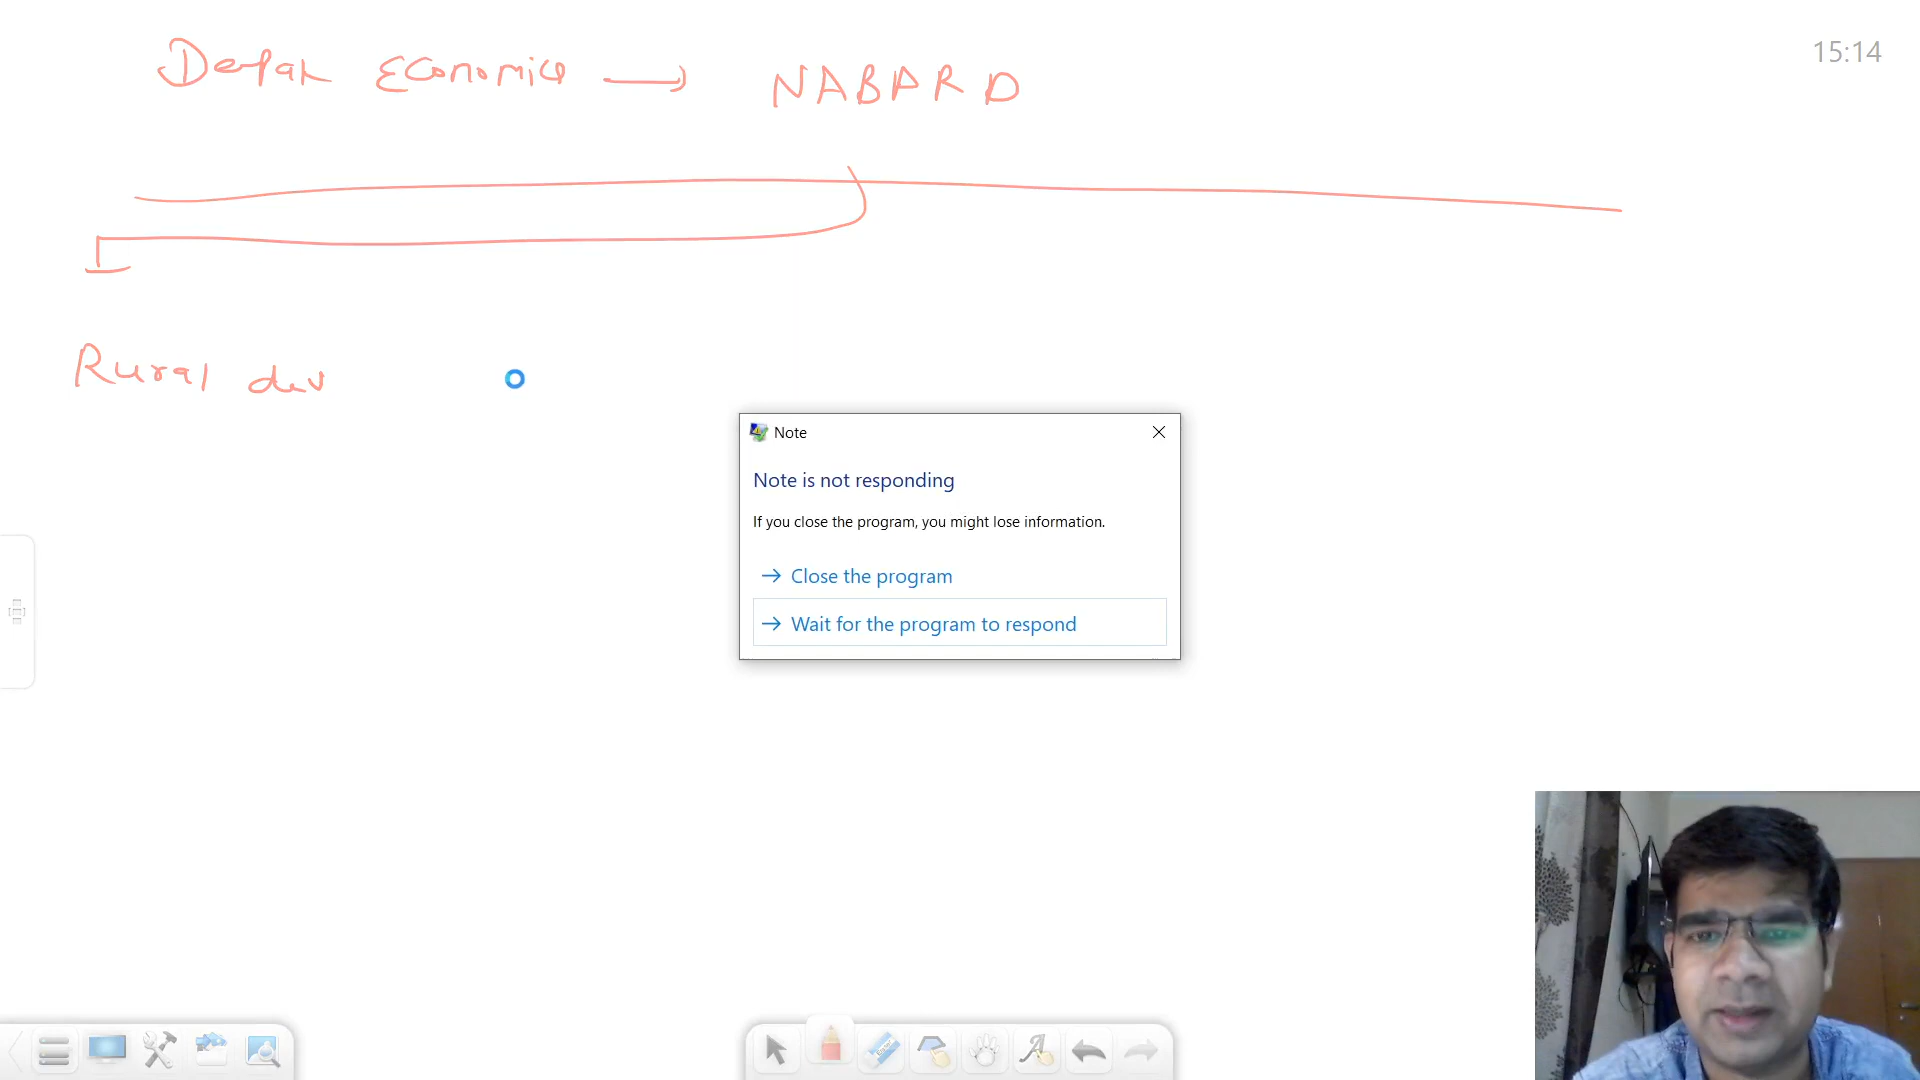 Deepak Economics → NABARD
15:14
Rural dev
Note
Note is not responding
If you close the program, you might lose information.
→ Close the program
→ Wait for the program to respond